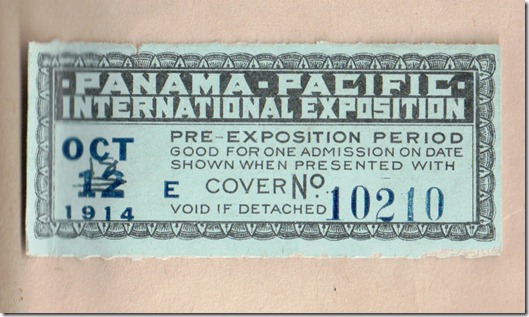 ·PANAMA-PACIFIC·
INTERNATIONAL EXPOSITION
OCT
12
1914
PRE-EXPOSITION PERIOD
GOOD FOR ONE ADMISSION ON DATE
SHOWN WHEN PRESENTED WITH
E COVER No. 10210
VOID IF DETACHED